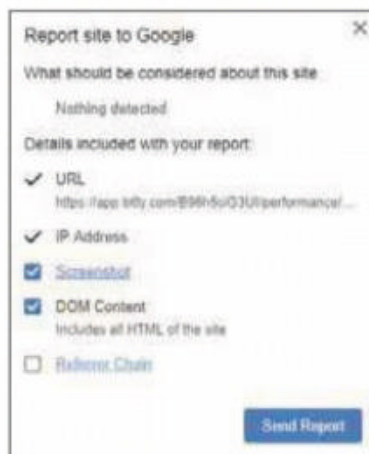 Report site to Google
What should be considered about this site
Nothing detected
Details included with your report:
URL
IP Address
Screenshot
DOM Content
Includes all HTML of the site
Referrer Chain
Send Report